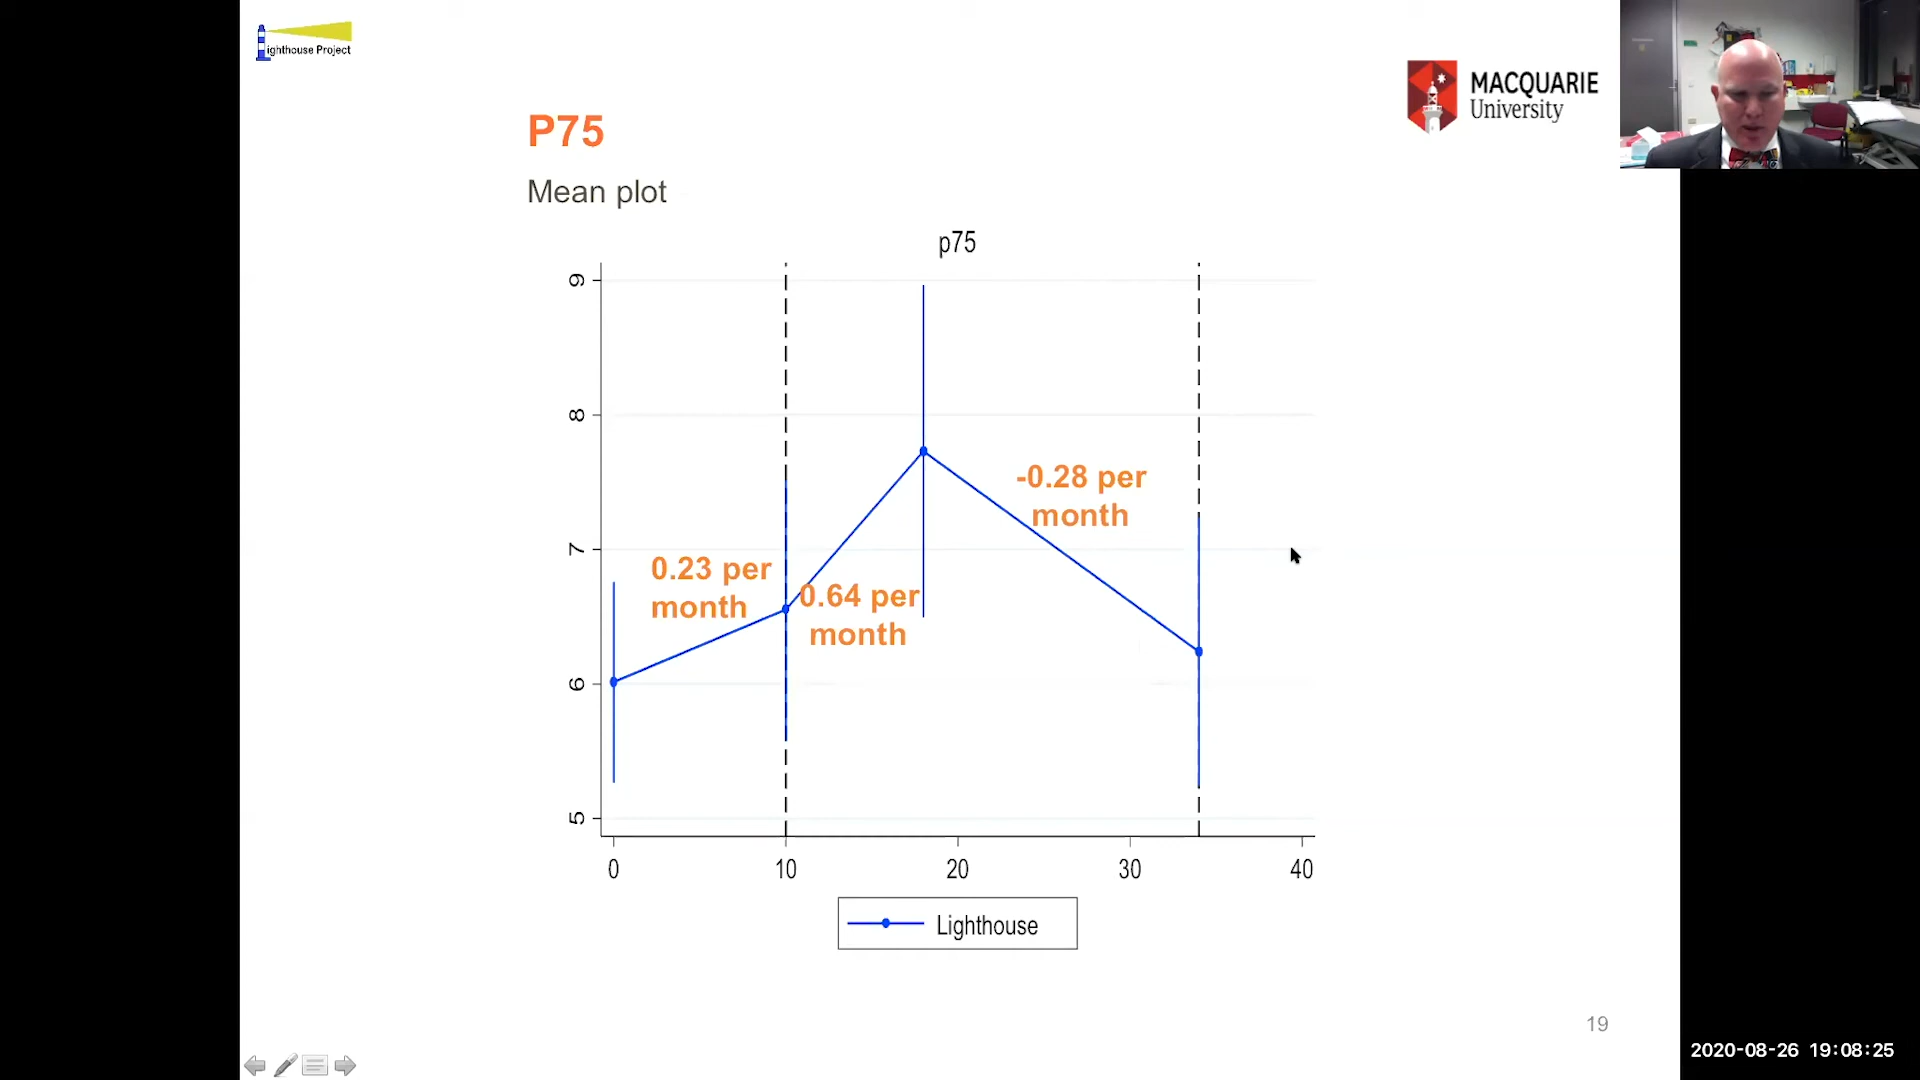 ighthouse Project
MACQUARIE
University
P75
Mean plot
p75
9
8
7
6
5
-0.28 per
month
0.23 per
month
0.64 per
month
0
10
20
30
40
Lighthouse
19
2020-08-26 19:08:25